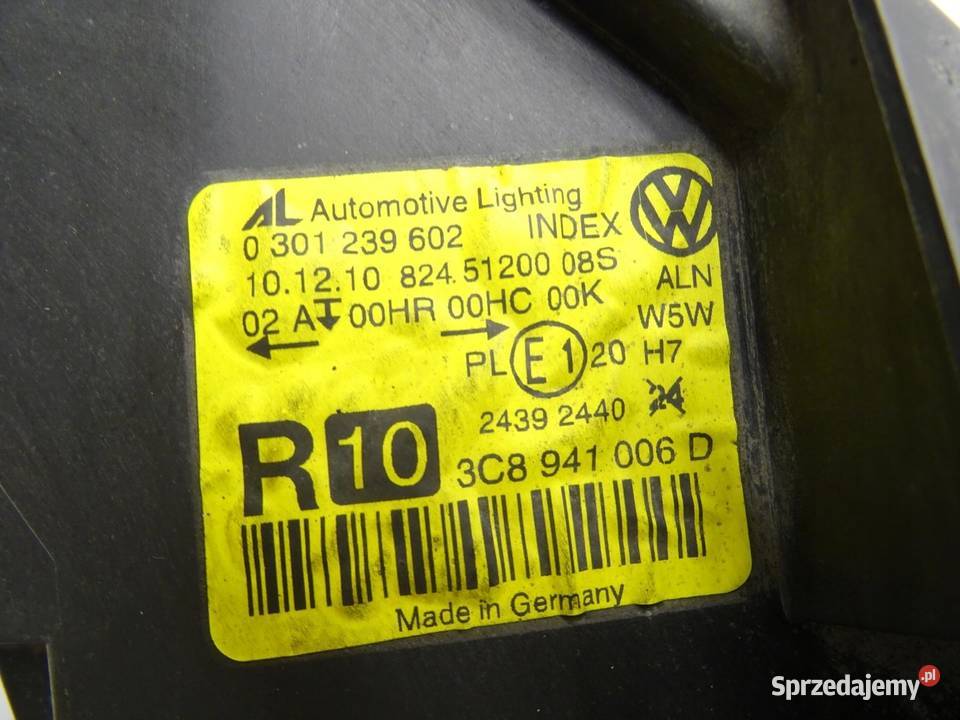 AL Automotive Lighting
0 301 239 602 INDEX
10.12.10 824.51200 08S ALN
02 A 00HR 00HC 00K W5W
PL E1 20 H7
2439 2440 24
R 10 3C8 941 006 D
Made in Germany
Sprzedajemy.pl